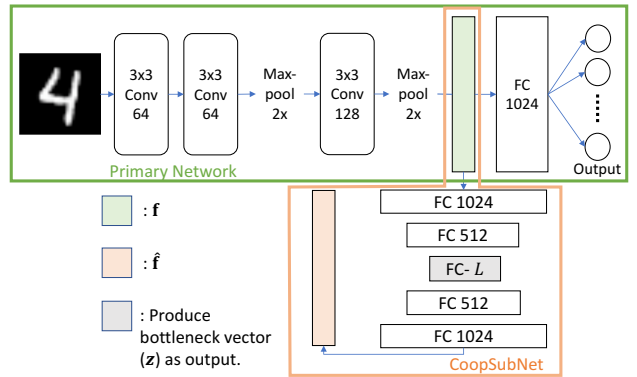 4
3x3
Conv
64
3x3
Conv
64
Max-
pool
2x
3x3
Conv
128
Max-
pool
2x
FC
1024
Output
Primary Network
: f
: f̂
: Produce
bottleneck vector
(z) as output.
FC 1024
FC 512
FC- L
FC 512
FC 1024
CoopSubNet